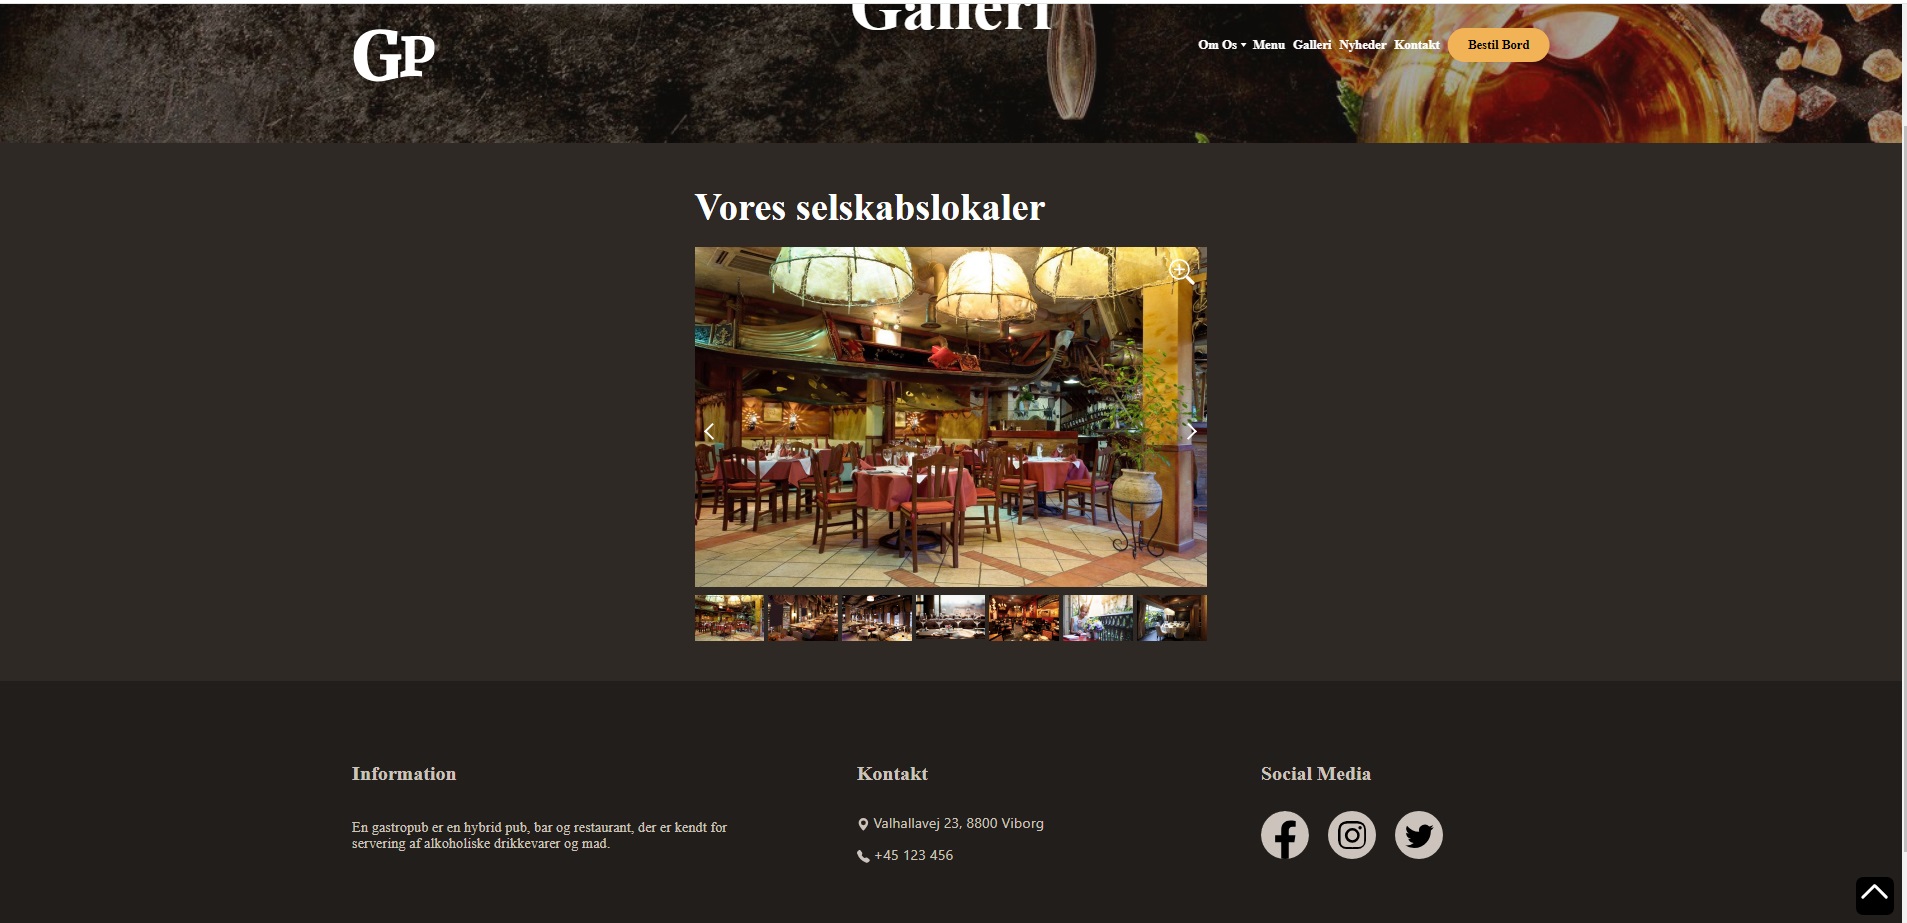 Galleri
GP
Om Os Menu Galleri Nyheder Kontakt Bestil Bord
Vores selskabslokaler
Information
En gastropub er en hybrid pub, bar og restaurant, der er kendt for
servering af alkoholiske drikkevarer og mad.
Kontakt
Valhallavej 23, 8800 Viborg
+45 123 456
Social Media